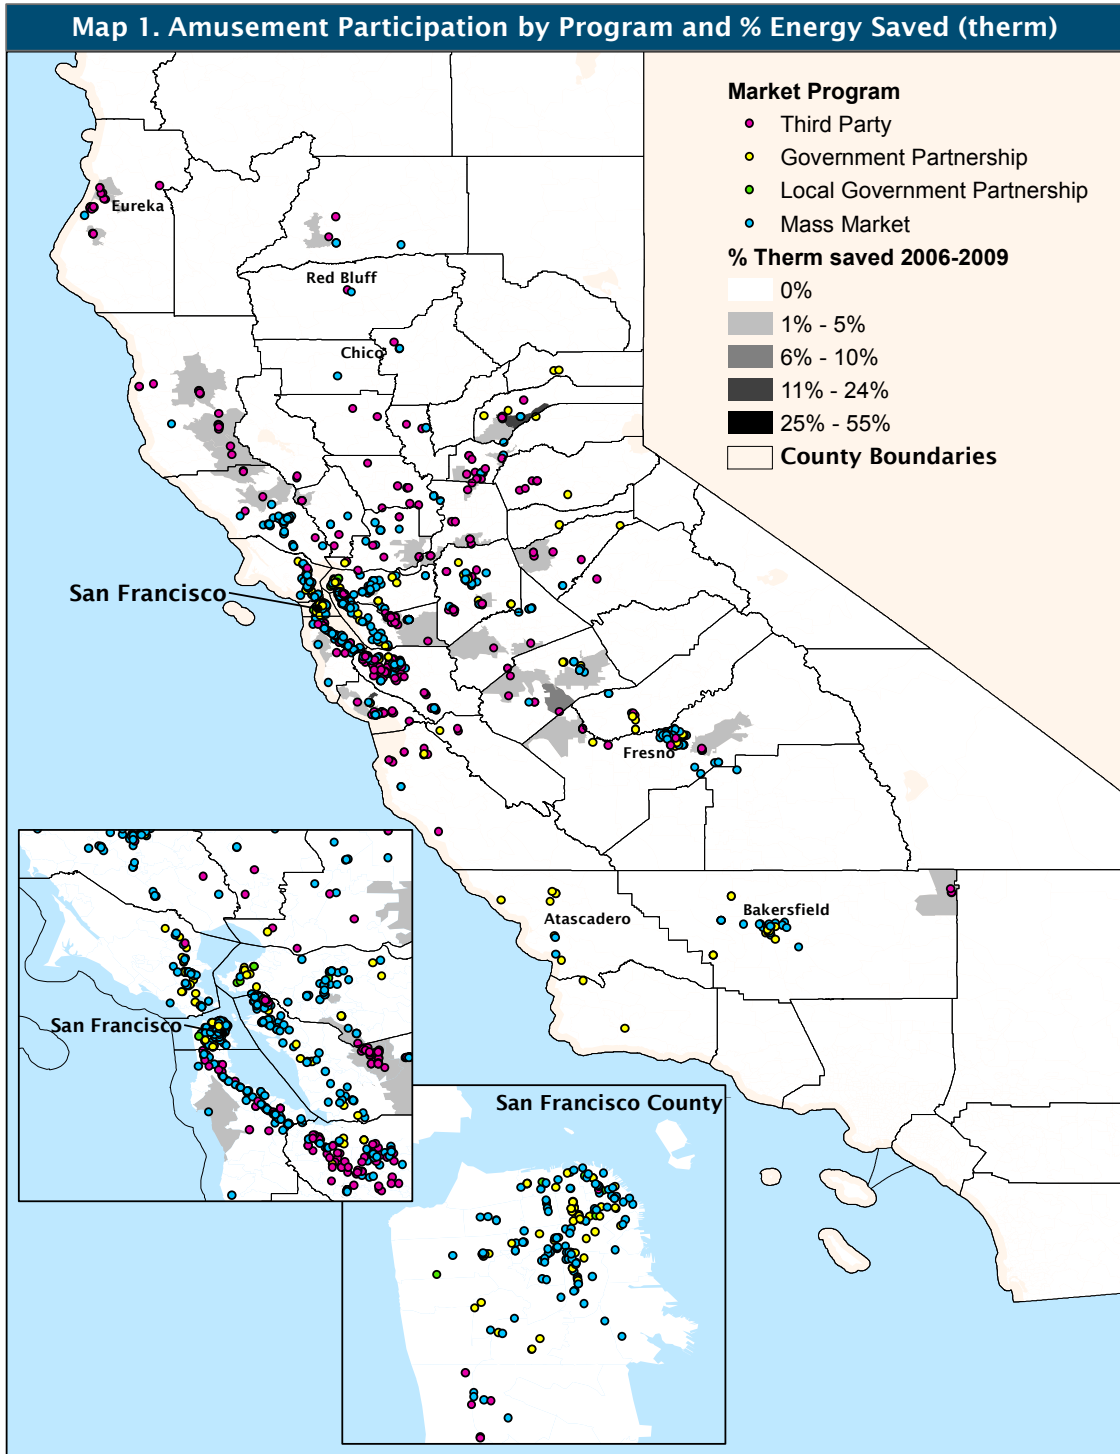 Map 1. Amusement Participation by Program and % Energy Saved (therm)
Market Program
Third Party
Government Partnership
Local Government Partnership
Mass Market
% Therm saved 2006-2009
0%
1% - 5%
6% - 10%
11% - 24%
25% - 55%
County Boundaries
Eureka
Red Bluff
Chico
San Francisco
Fresno
Atascadero
Bakersfield
San Francisco
San Francisco County